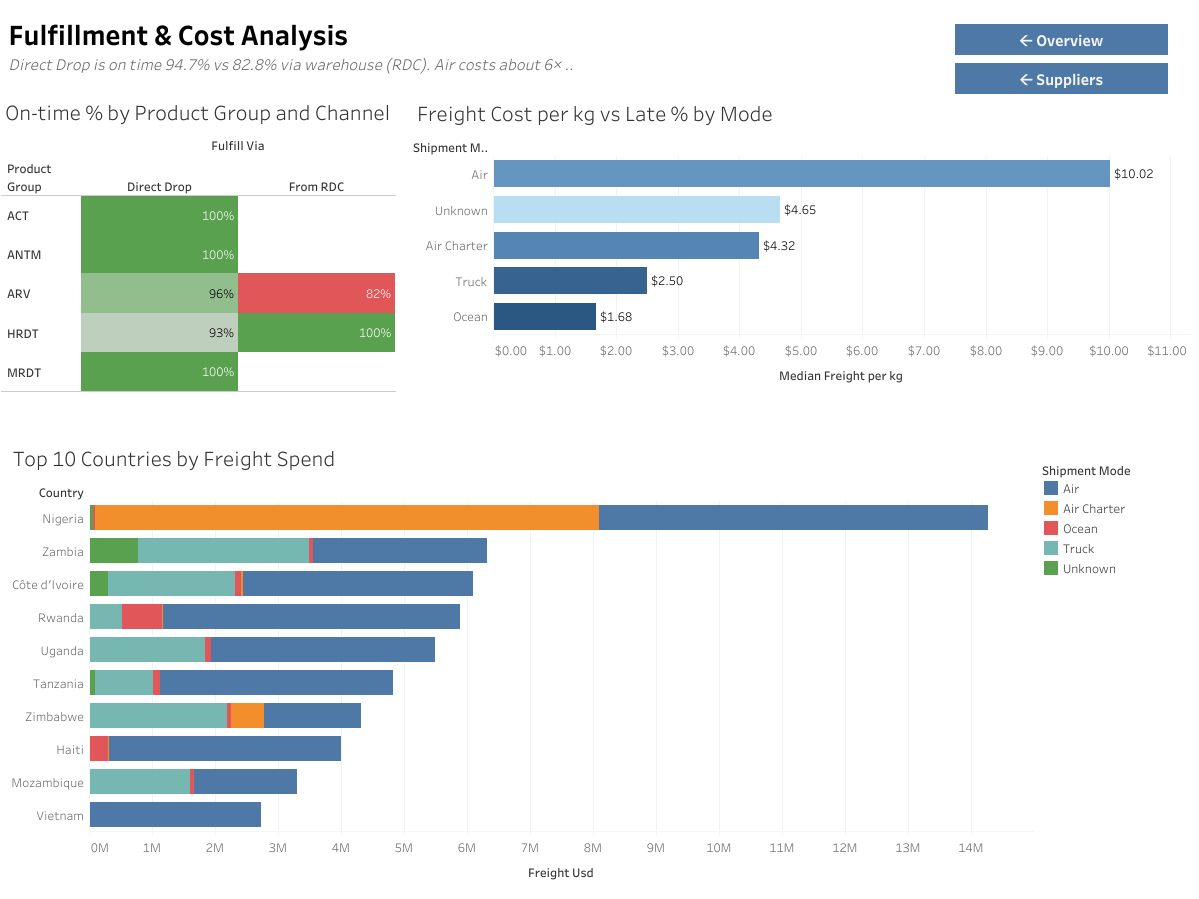 Fulfillment & Cost Analysis
Direct Drop is on time 94.7% vs 82.8% via warehouse (RDC). Air costs about 6× ..
← Overview
← Suppliers
On-time % by Product Group and Channel
Fulfill Via
Product
Group Direct Drop From RDC
ACT 100%
ANTM 100%
ARV 96% 82%
HRDT 93% 100%
MRDT 100%
Freight Cost per kg vs Late % by Mode
Shipment M..
Air $10.02
Unknown $4.65
Air Charter $4.32
Truck $2.50
Ocean $1.68
$0.00 $1.00 $2.00 $3.00 $4.00 $5.00 $6.00 $7.00 $8.00 $9.00 $10.00 $11.00
Median Freight per kg
Top 10 Countries by Freight Spend
Country
Nigeria
Zambia
Côte d'Ivoire
Rwanda
Uganda
Tanzania
Zimbabwe
Haiti
Mozambique
Vietnam
0M 1M 2M 3M 4M 5M 6M 7M 8M 9M 10M 11M 12M 13M 14M
Freight Usd
Shipment Mode
Air
Air Charter
Ocean
Truck
Unknown